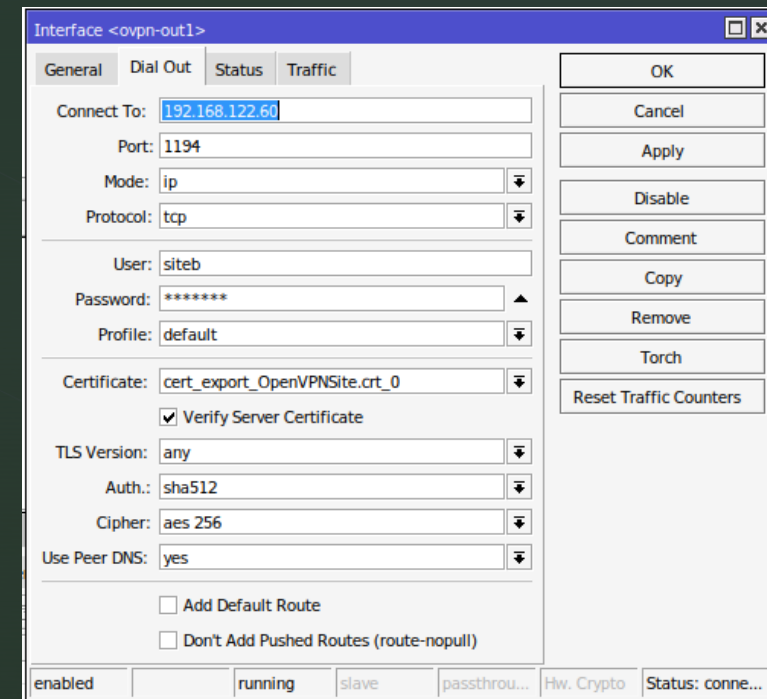 Interface <ovpn-out1>
General Dial Out Status Traffic
Connect To: 192.168.122.60
Port: 1194
Mode: ip
Protocol: tcp
User: siteb
Password: *******
Profile: default
Certificate: cert_export_OpenVPNSite.crt_0
Verify Server Certificate
TLS Version: any
Auth.: sha512
Cipher: aes 256
Use Peer DNS: yes
Add Default Route
Don't Add Pushed Routes (route-nopull)
OK
Cancel
Apply
Disable
Comment
Copy
Remove
Torch
Reset Traffic Counters
enabled running slave passthrou... Hw. Crypto Status: conne...